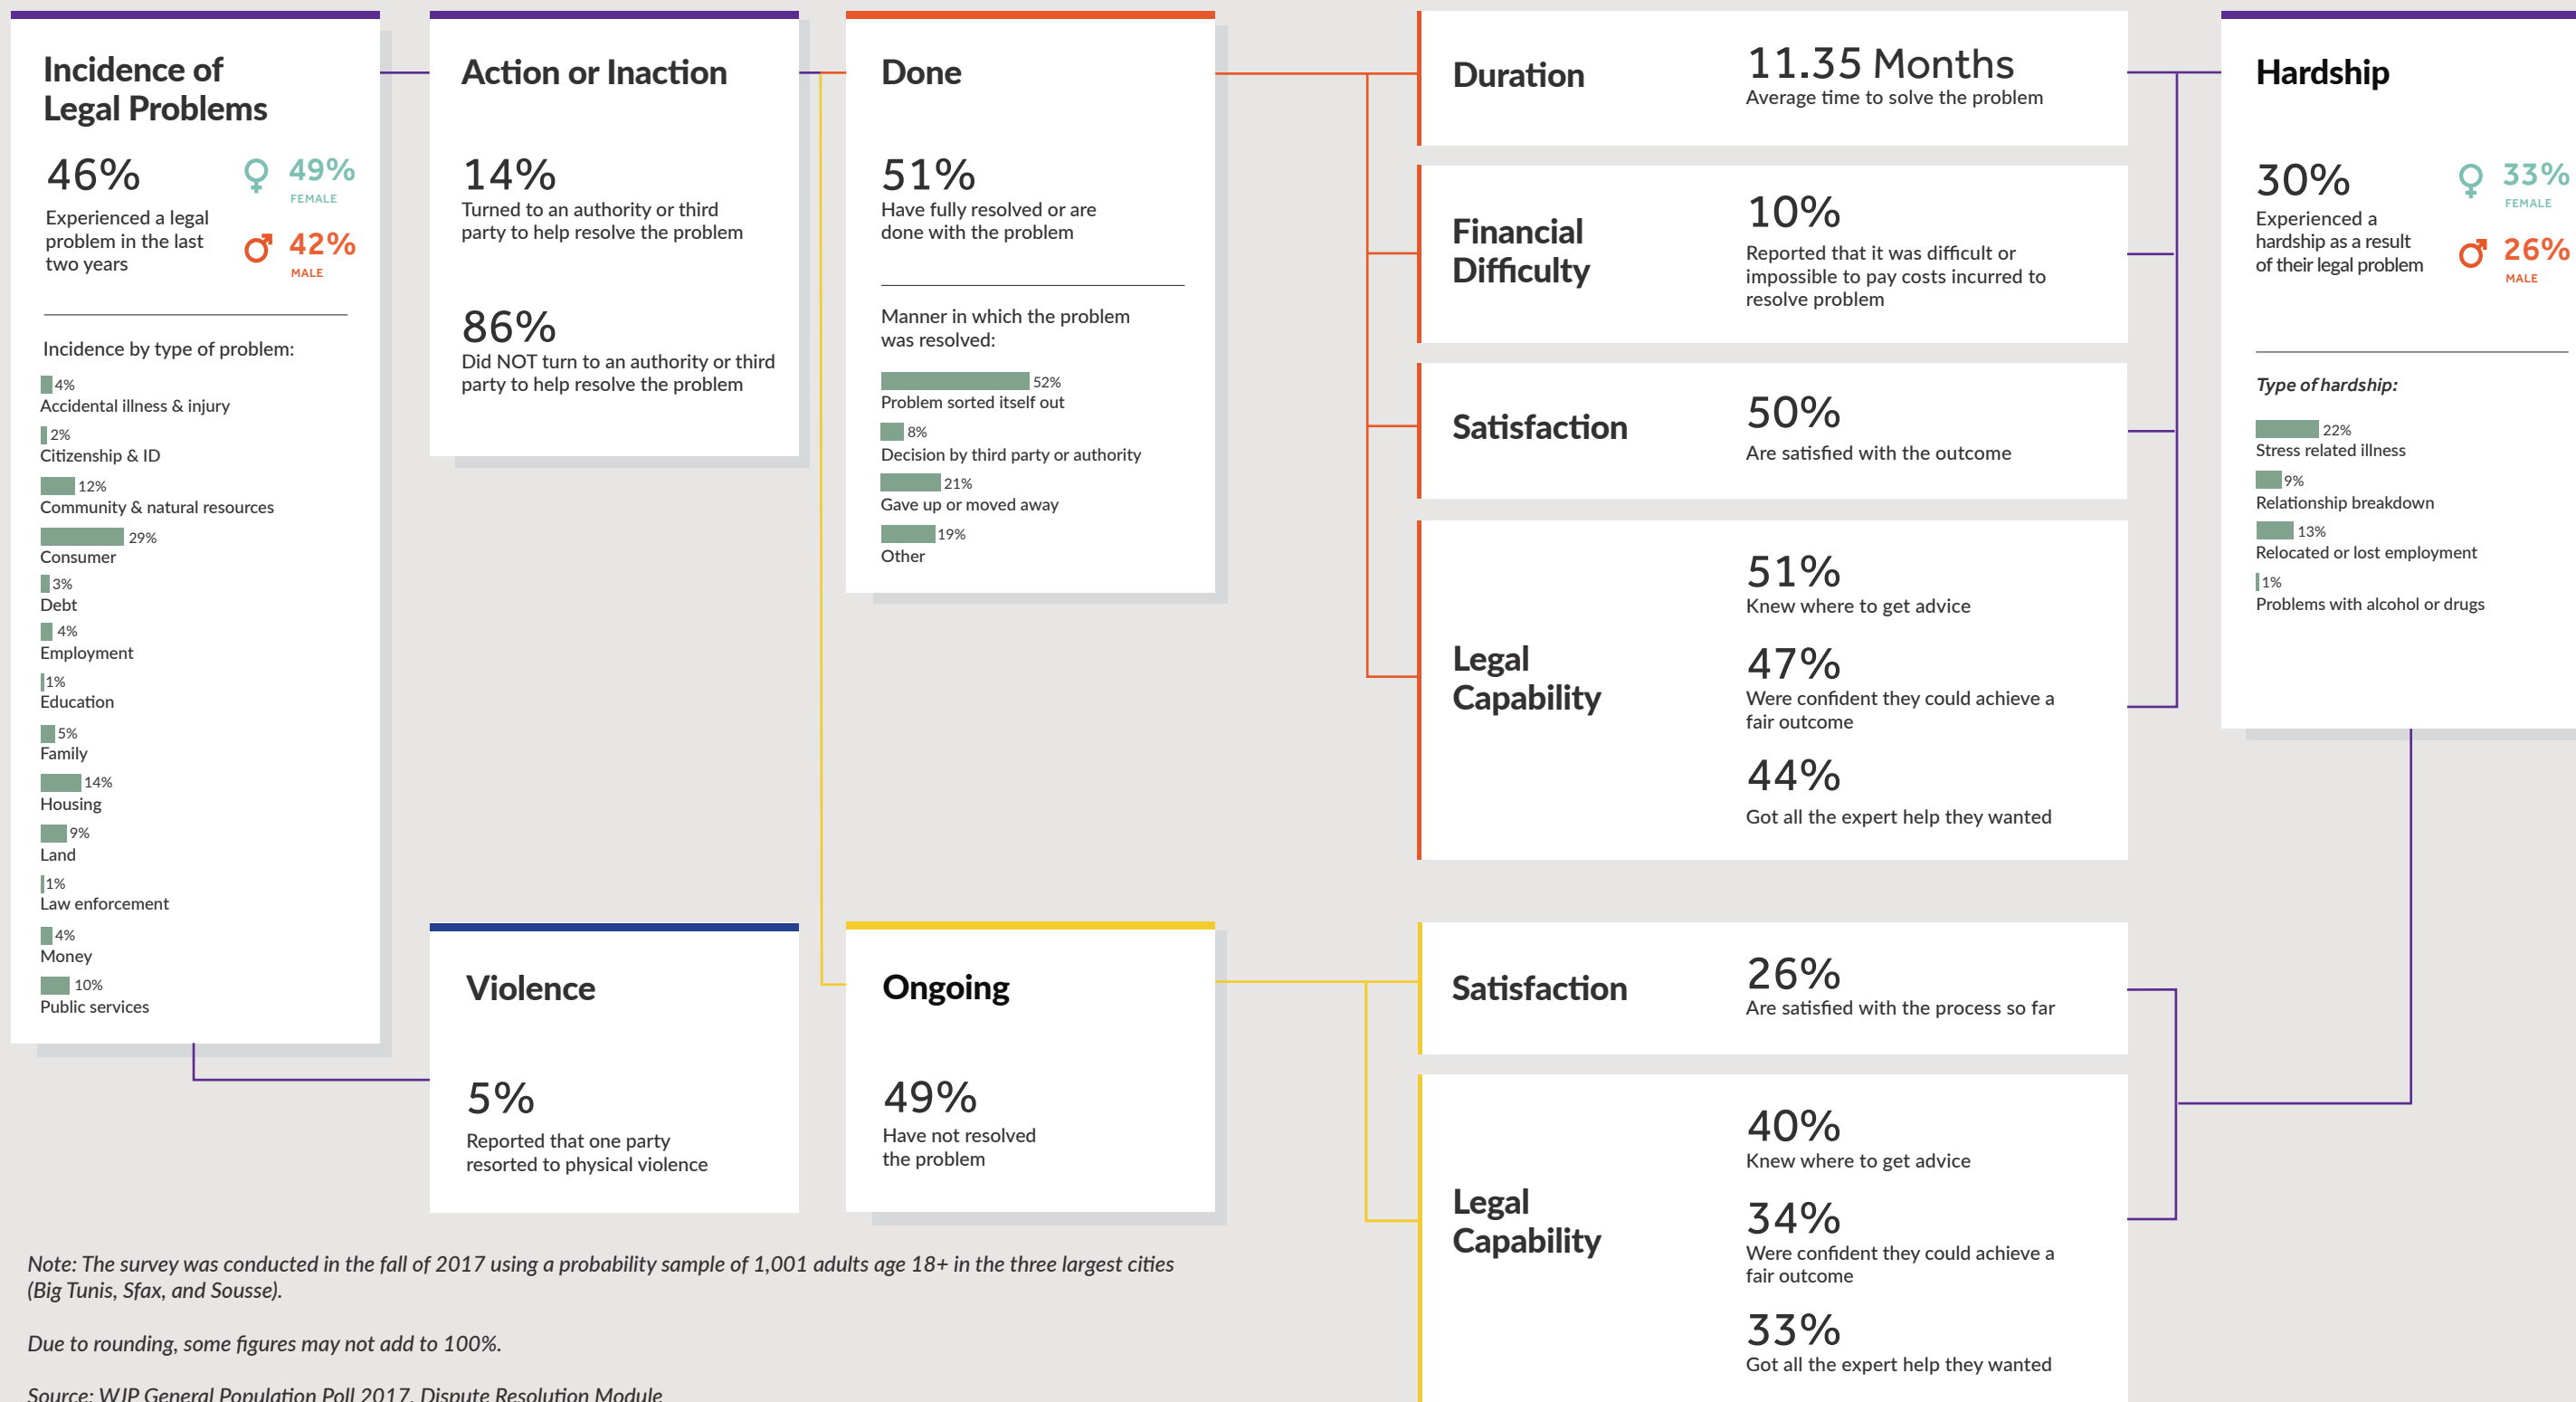 Incidence of
Legal Problems
46%
Experienced a legal
problem in the last
two years
49%
FEMALE
42%
MALE
Incidence by type of problem:
4%
Accidental illness & injury
2%
Citizenship & ID
12%
Community & natural resources
29%
Consumer
3%
Debt
4%
Employment
1%
Education
5%
Family
14%
Housing
9%
Land
1%
Law enforcement
4%
Money
10%
Public services
Action or Inaction
14%
Turned to an authority or third
party to help resolve the problem
86%
Did NOT turn to an authority or third
party to help resolve the problem
Violence
5%
Reported that one party
resorted to physical violence
Done
51%
Have fully resolved or are
done with the problem
Manner in which the problem
was resolved:
52%
Problem sorted itself out
8%
Decision by third party or authority
21%
Gave up or moved away
19%
Other
Ongoing
49%
Have not resolved
the problem
Duration
11.35 Months
Average time to solve the problem
Financial
Difficulty
10%
Reported that it was difficult or
impossible to pay costs incurred to
resolve problem
Satisfaction
50%
Are satisfied with the outcome
Legal
Capability
51%
Knew where to get advice
47%
Were confident they could achieve a
fair outcome
44%
Got all the expert help they wanted
Satisfaction
26%
Are satisfied with the process so far
Legal
Capability
40%
Knew where to get advice
34%
Were confident they could achieve a
fair outcome
33%
Got all the expert help they wanted
Hardship
30%
Experienced a
hardship as a result
of their legal problem
33%
FEMALE
26%
MALE
Type of hardship:
22%
Stress related illness
9%
Relationship breakdown
13%
Relocated or lost employment
1%
Problems with alcohol or drugs
Note: The survey was conducted in the fall of 2017 using a probability sample of 1,001 adults age 18+ in the three largest cities
(Big Tunis, Sfax, and Sousse).
Due to rounding, some figures may not add to 100%.
Source: WJP General Population Poll 2017, Dispute Resolution Module